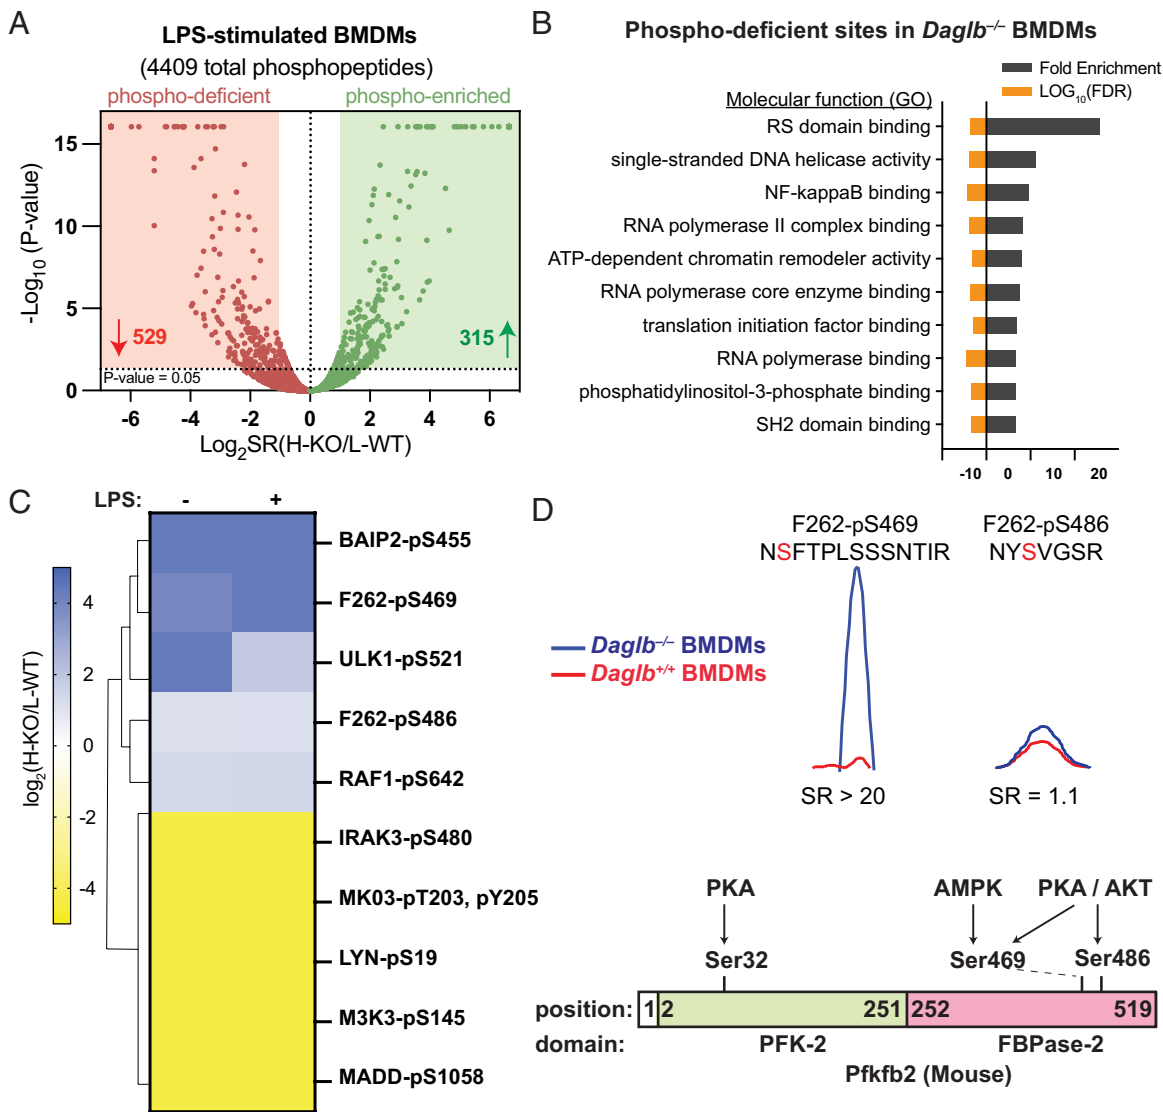 A
LPS-stimulated BMDMs
(4409 total phosphopeptides)
phospho-deficient
phospho-enriched
-Log10 (P-value)
15
10
5
0
529
315
P-value = 0.05
-6
-4
-2
0
2
4
6
Log2SR(H-KO/L-WT)
B
Phospho-deficient sites in Daglb–/– BMDMs
Fold Enrichment
LOG10(FDR)
Molecular function (GO)
RS domain binding
single-stranded DNA helicase activity
NF-kappaB binding
RNA polymerase II complex binding
ATP-dependent chromatin remodeler activity
RNA polymerase core enzyme binding
translation initiation factor binding
RNA polymerase binding
phosphatidylinositol-3-phosphate binding
SH2 domain binding
-10
0
10
20
C
LPS:
-
+
log2(H-KO/L-WT)
4
2
0
-2
-4
BAIP2-pS455
F262-pS469
ULK1-pS521
F262-pS486
RAF1-pS642
IRAK3-pS480
MK03-pT203, pY205
LYN-pS19
M3K3-pS145
MADD-pS1058
D
F262-pS469
NSFTPLSSSNTIR
F262-pS486
NYSVGSR
Daglb–/– BMDMs
Daglb+/+ BMDMs
SR > 20
SR = 1.1
PKA
AMPK
PKA / AKT
Ser32
Ser469
Ser486
position:
1
2
251
252
519
domain:
PFK-2
FBPase-2
Pfkfb2 (Mouse)